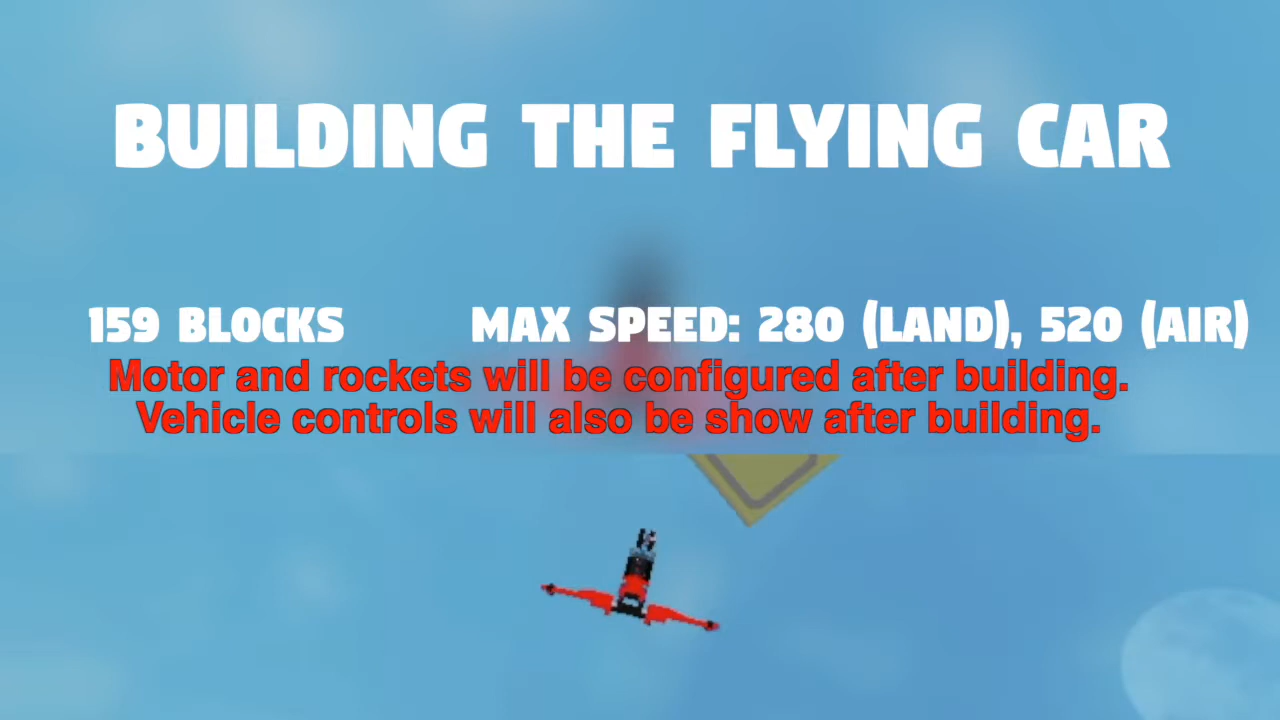 BUILDING THE FLYING CAR
159 BLOCKS MAX SPEED: 280 (LAND), 520 (AIR)
Motor and rockets will be configured after building.
Vehicle controls will also be show after building.